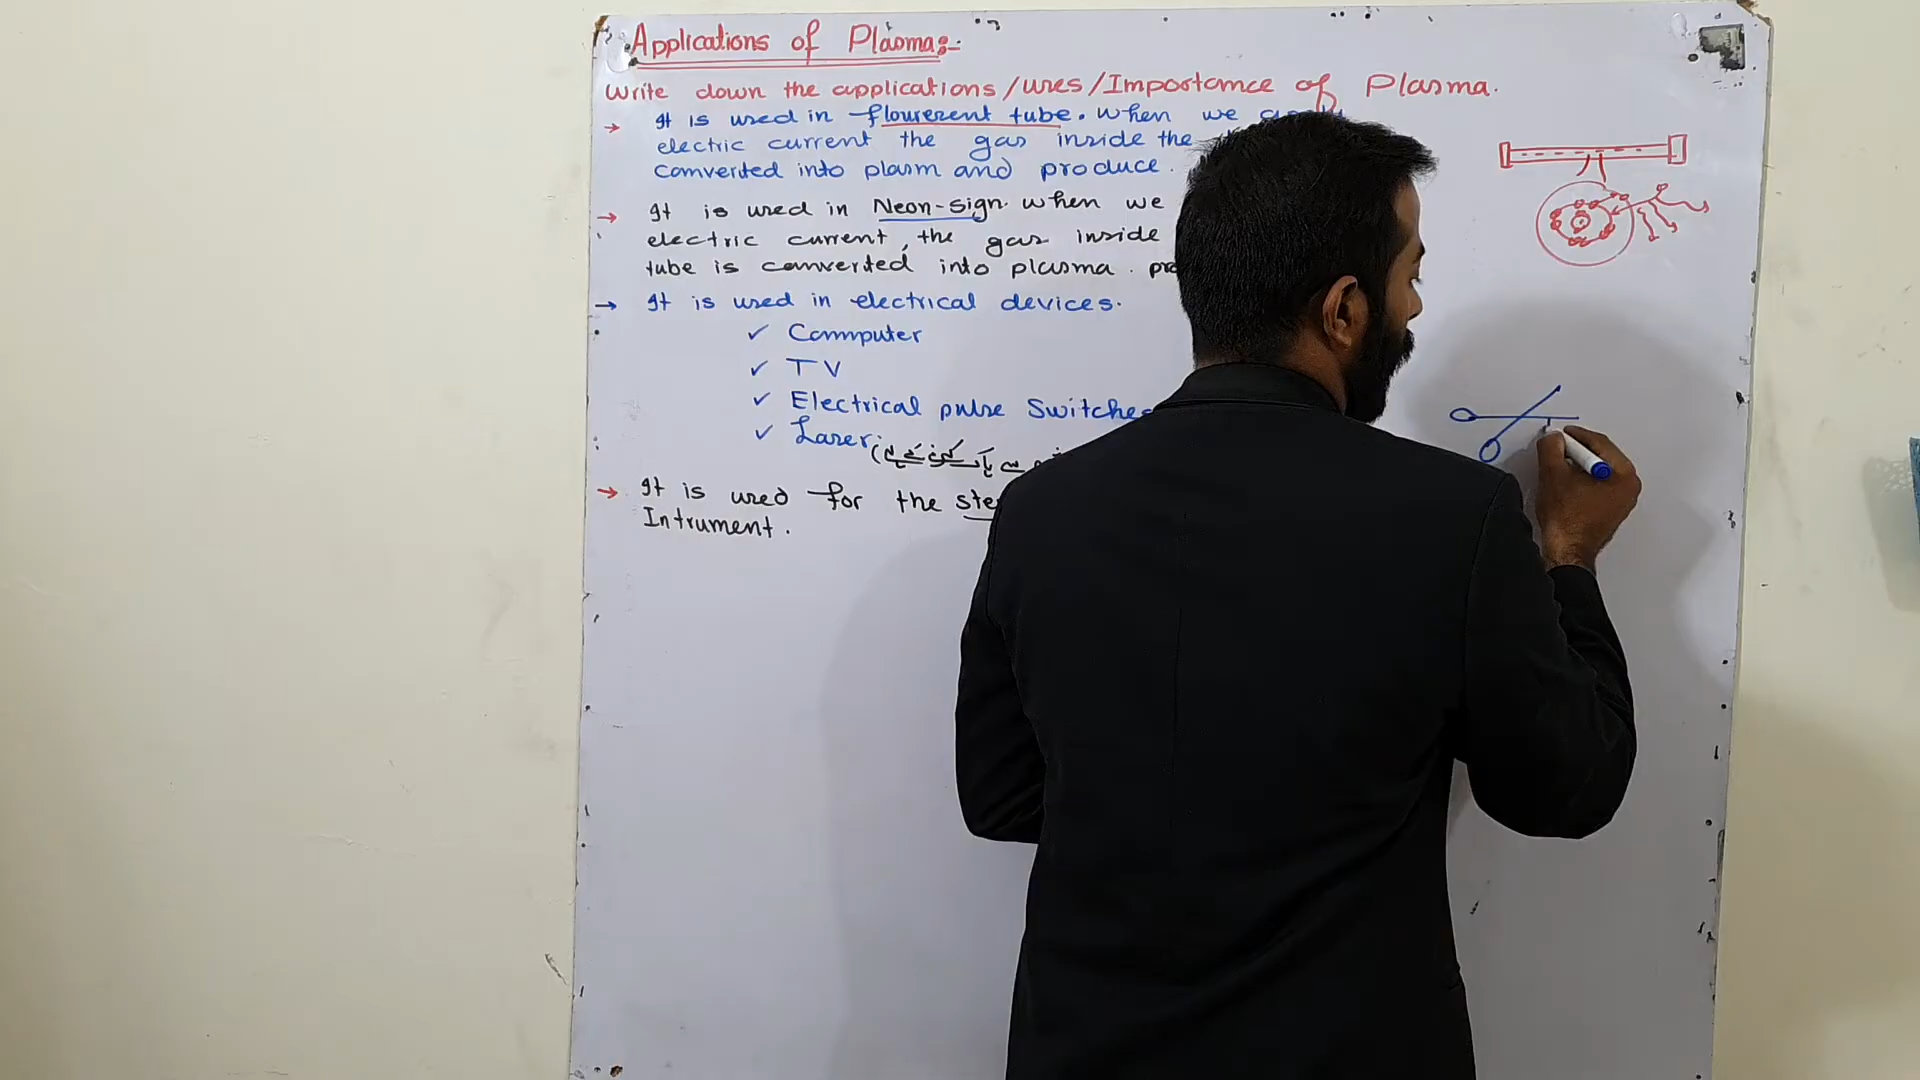 Applications of Plasma:-
Write down the applications/uses/Importance of Plasma.
→ It is used in flouresent tube. When we
electric current the gas inside the
converted into plasm and produce.
→ It is used in Neon-sign. when we
electric current, the gas inside
tube is converted into plasma.
→ It is used in electrical devices.
✓ Computer
✓ TV
✓ Electrical pulse Switches
✓ Laser
→ It is used for the
Intrument.